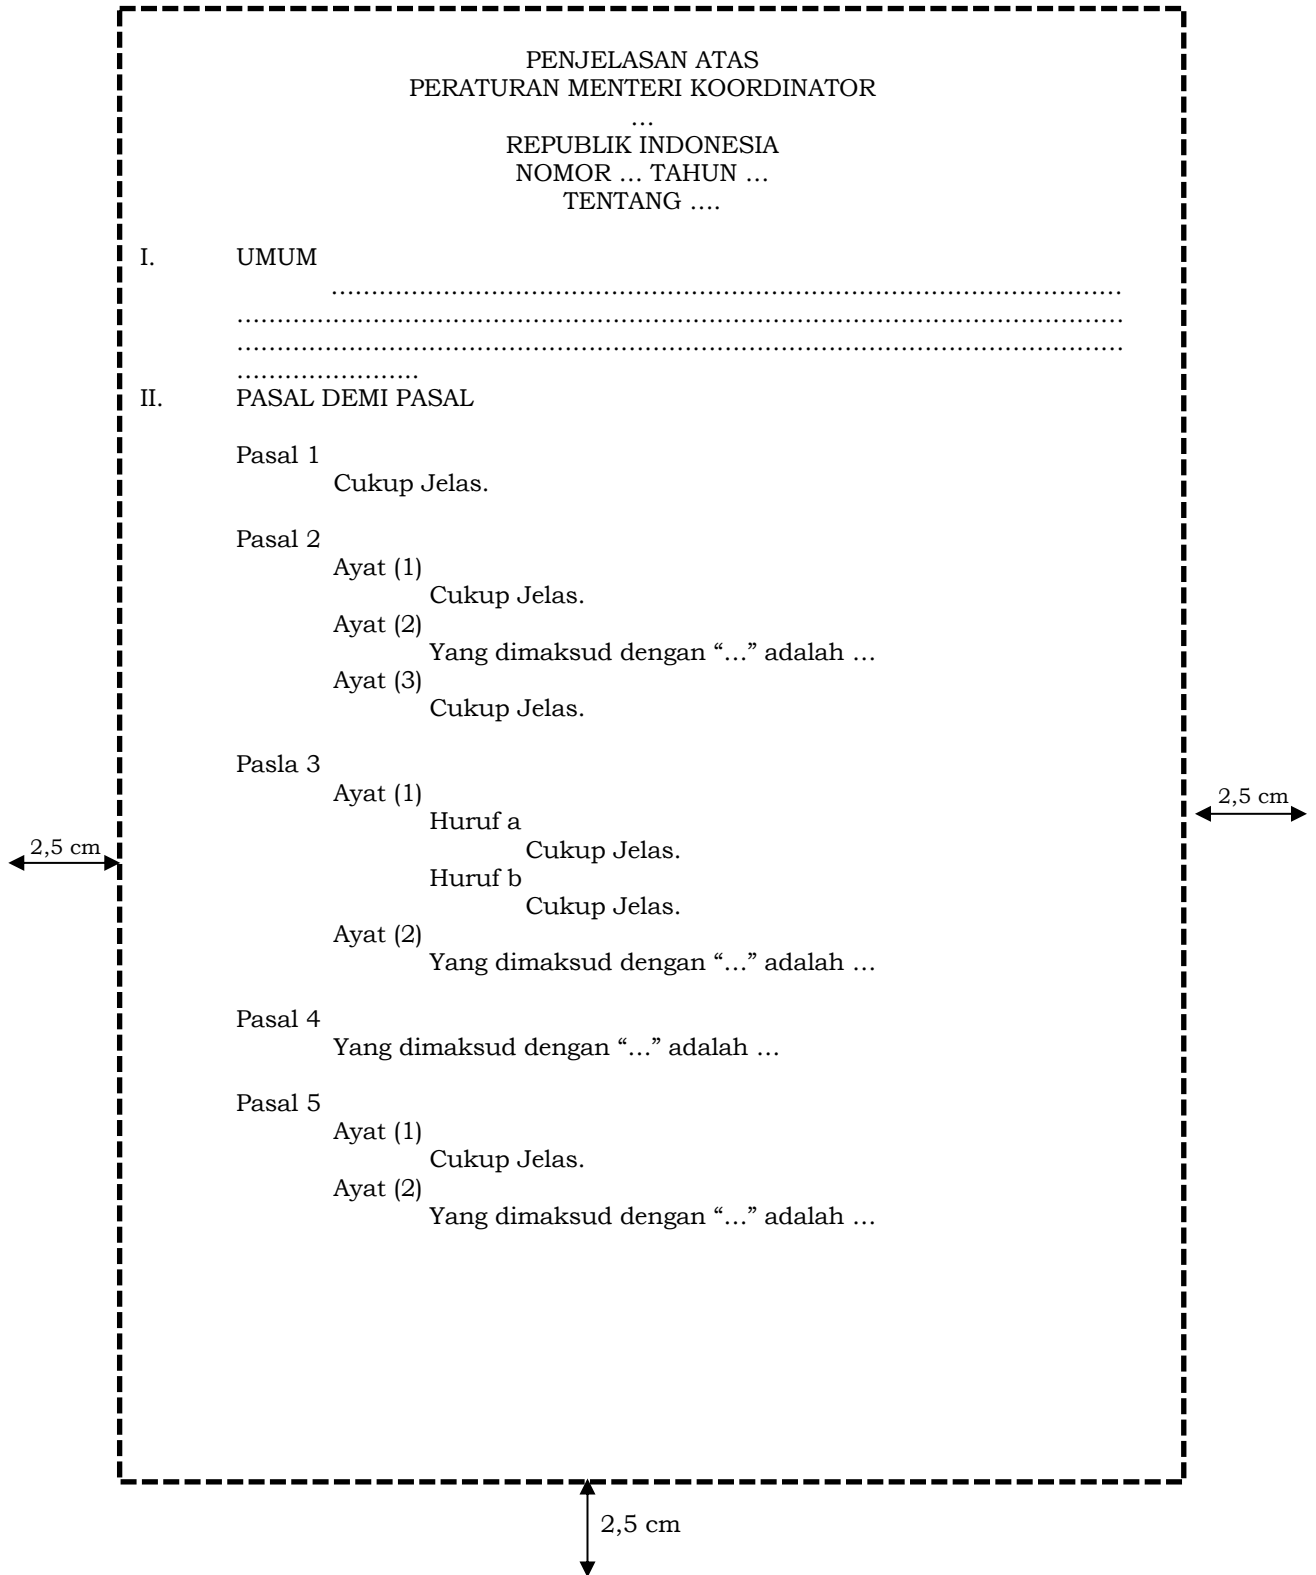 PENJELASAN ATAS
PERATURAN MENTERI KOORDINATOR
…
REPUBLIK INDONESIA
NOMOR … TAHUN …
TENTANG ….
I. UMUM
………………………………………………………………………………………
…………………………………………………………………………………………………
…………………………………………………………………………………………………
…………………..
II. PASAL DEMI PASAL
Pasal 1
Cukup Jelas.
Pasal 2
Ayat (1)
Cukup Jelas.
Ayat (2)
Yang dimaksud dengan “…” adalah …
Ayat (3)
Cukup Jelas.
Pasla 3
Ayat (1)
Huruf a
Cukup Jelas.
Huruf b
Cukup Jelas.
Ayat (2)
Yang dimaksud dengan “…” adalah …
Pasal 4
Yang dimaksud dengan “…” adalah …
Pasal 5
Ayat (1)
Cukup Jelas.
Ayat (2)
Yang dimaksud dengan “…” adalah …
2,5 cm
2,5 cm
2,5 cm